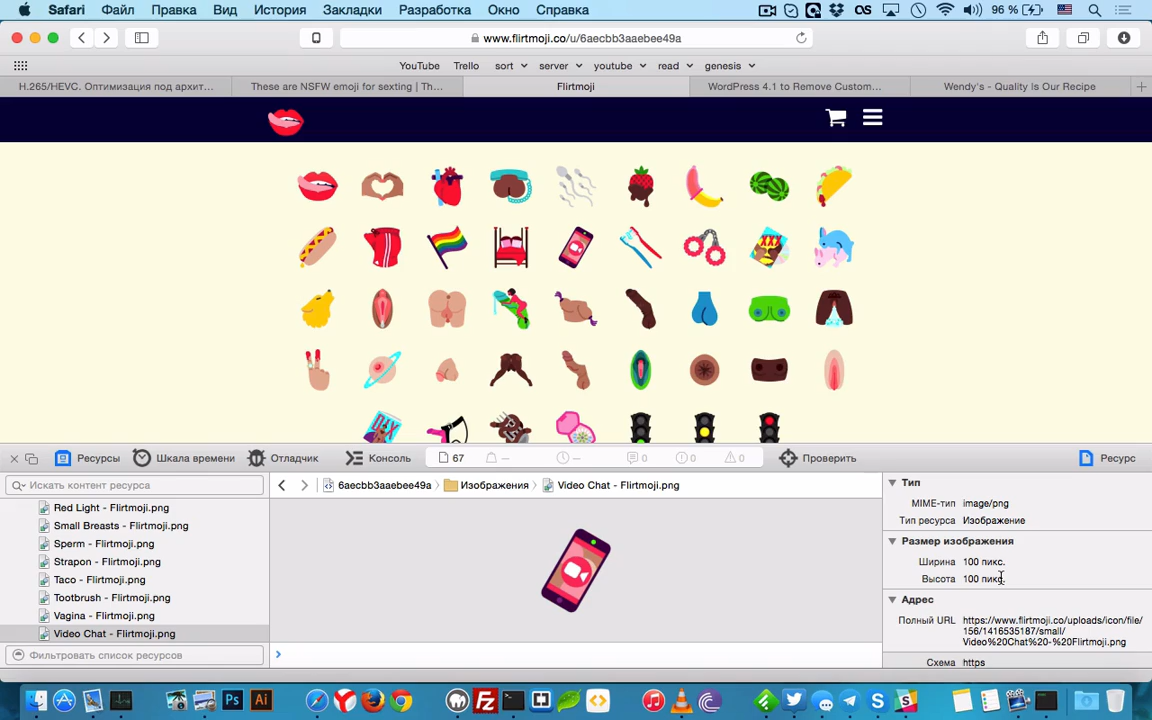 Safari Файл Правка Вид История Закладки Разработка Окно Справка 96 %
www.flirtmoji.co/u/6aecbb3aaebee49a
YouTube Trello sort server youtube read genesis
H.265/HEVC. Оптимизация под архит... These are NSFW emoji for sexting | Th... Flirtmoji WordPress 4.1 to Remove Custom... Wendy's - Quality Is Our Recipe
XXX
Ресурсы Шкала времени Отладчик Консоль 67 — — 0 0 0 Проверить Ресурс
Искать контент ресурса 6aecbb3aaebee49a Изображения Video Chat - Flirtmoji.png
Тип
Red Light - Flirtmoji.png
MIME-тип image/png
Small Breasts - Flirtmoji.png
Тип ресурса Изображение
Sperm - Flirtmoji.png
Размер изображения
Strapon - Flirtmoji.png
Ширина 100 пикс.
Taco - Flirtmoji.png
Высота 100 пикс.
Tootbrush - Flirtmoji.png
Адрес
Vagina - Flirtmoji.png
Полный URL https://www.flirtmoji.co/uploads/icon/file/
156/1416535187/small/
Video Chat - Flirtmoji.png
Video%20Chat%20-%20Flirtmoji.png
Фильтровать список ресурсов
Схема https
Ps Ai